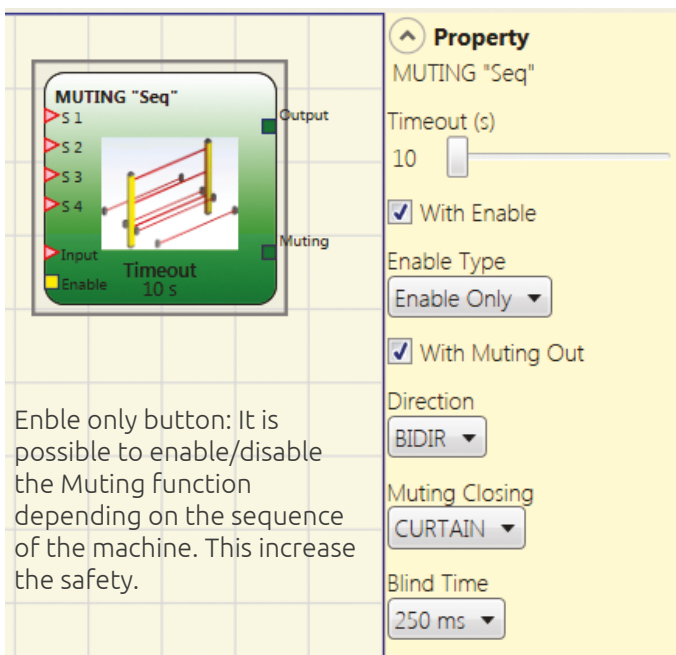 MUTING "Seq"
S 1
S 2
S 3
S 4
Input
Enable
Output
Muting
Timeout
10 s
Enble only button: It is
possible to enable/disable
the Muting function
depending on the sequence
of the machine. This increase
the safety.
Property
MUTING "Seq"
Timeout (s)
10
With Enable
Enable Type
Enable Only
With Muting Out
Direction
BIDIR
Muting Closing
CURTAIN
Blind Time
250 ms